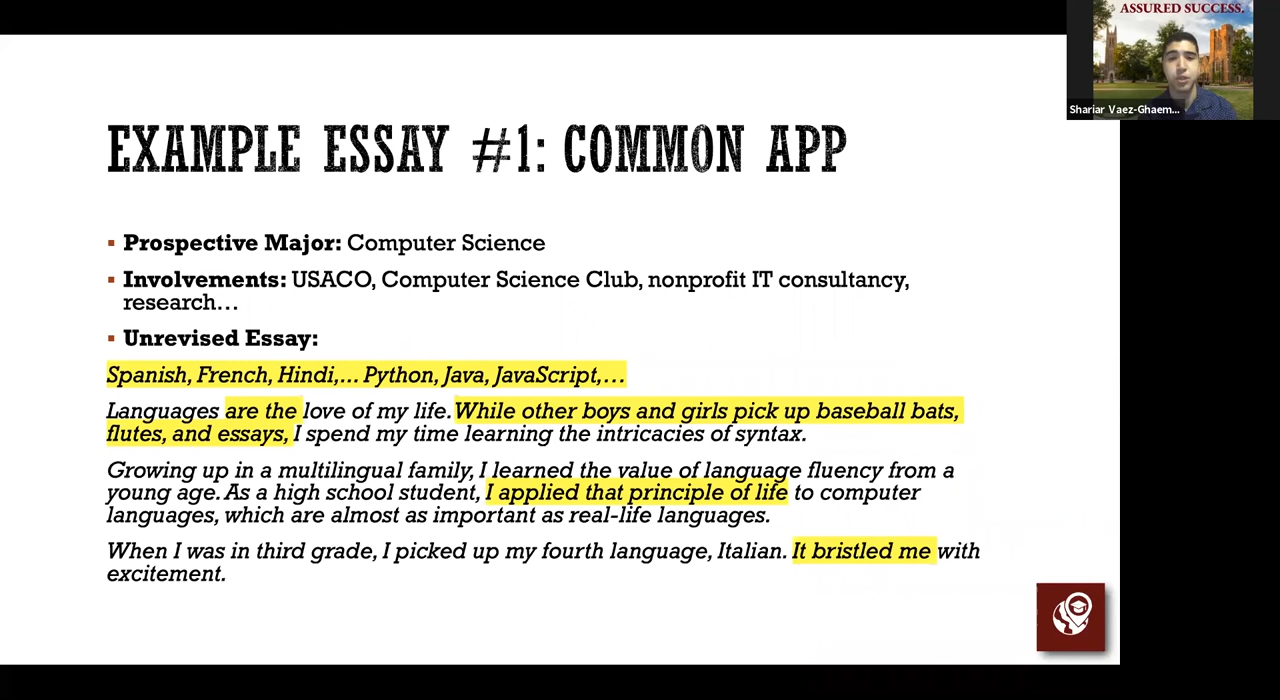 ASSURED SUCCESS.
Shariar Vaez-Ghaem...
EXAMPLE ESSAY #1: COMMON APP
▪ Prospective Major: Computer Science
▪ Involvements: USACO, Computer Science Club, nonprofit IT consultancy,
research…
▪ Unrevised Essay:
Spanish, French, Hindi,... Python, Java, JavaScript,…
Languages are the love of my life. While other boys and girls pick up baseball bats,
flutes, and essays, I spend my time learning the intricacies of syntax.
Growing up in a multilingual family, I learned the value of language fluency from a
young age. As a high school student, I applied that principle of life to computer
languages, which are almost as important as real-life languages.
When I was in third grade, I picked up my fourth language, Italian. It bristled me with
excitement.